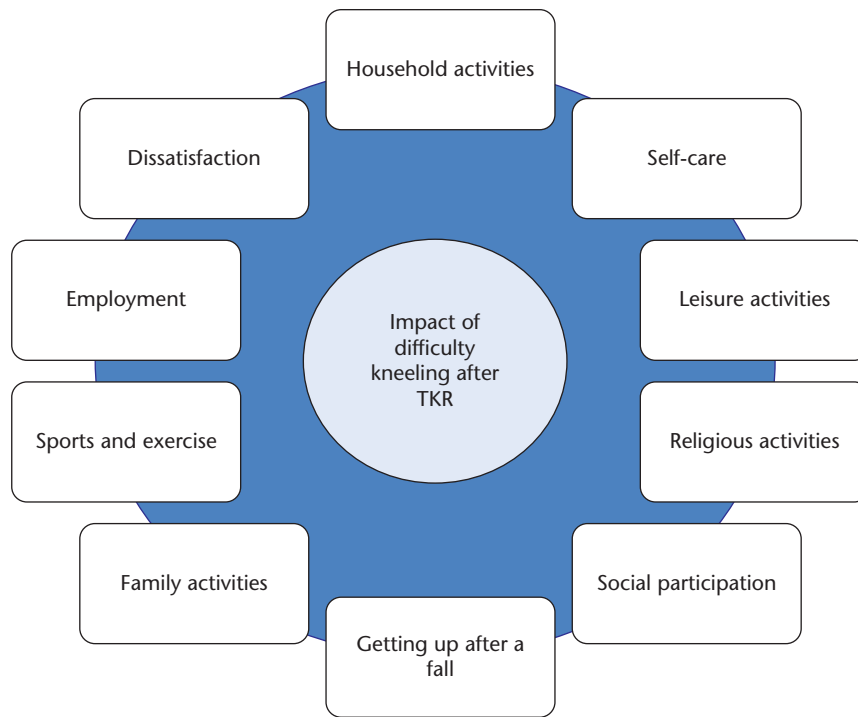 Household activities
Dissatisfaction
Self-care
Employment
Leisure activities
Impact of
difficulty
kneeling after
TKR
Sports and exercise
Religious activities
Family activities
Social participation
Getting up after a
fall